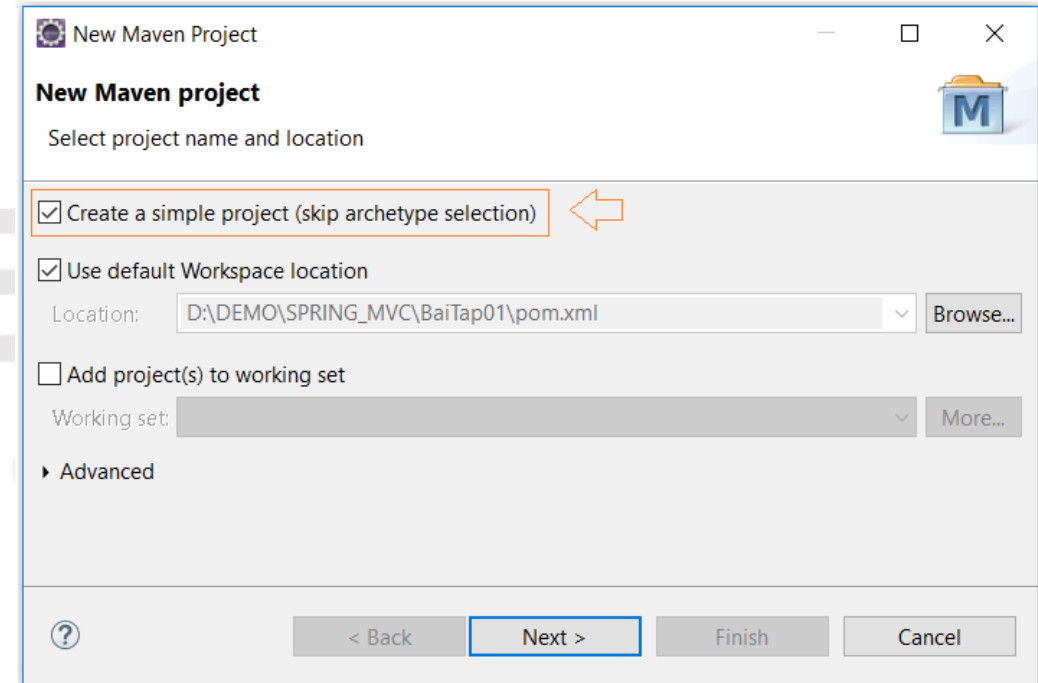 New Maven Project
New Maven project
M
Select project name and location
Create a simple project (skip archetype selection)
Use default Workspace location
Location: D:\DEMO\SPRING_MVC\BaiTap01\pom.xml Browse...
Add project(s) to working set
Working set: More...
Advanced
? < Back Next > Finish Cancel